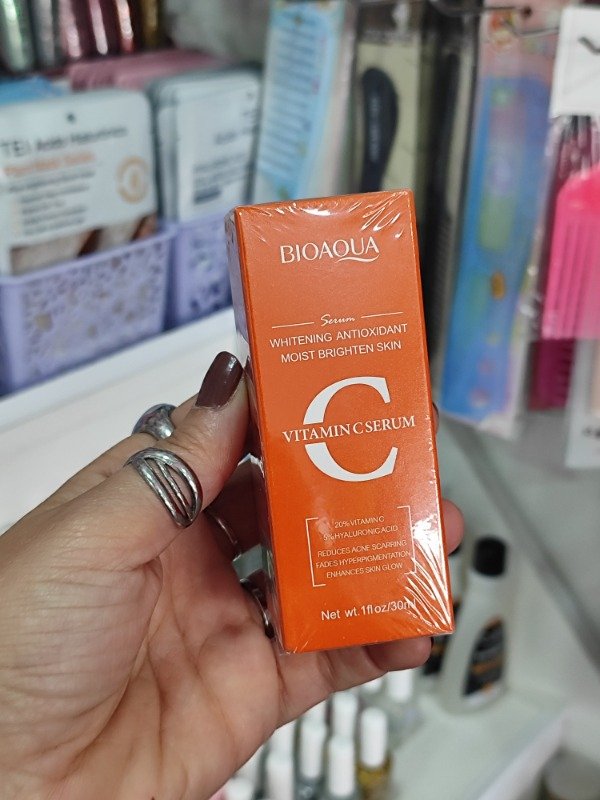 BIOAQUA
Serum
WHITENING ANTIOXIDANT
MOIST BRIGHTEN SKIN
C
VITAMIN C SERUM
20% VITAMIN C
5% HYALURONIC ACID
REDUCES ACNE SCARRING
FADES HYPERPIGMENTATION
ENHANCES SKIN GLOW
Net wt.1fl oz/30ml